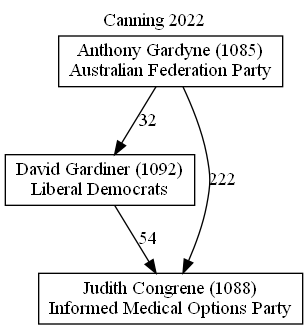 Canning 2022
Anthony Gardyne (1085)
Australian Federation Party
32
David Gardiner (1092)
Liberal Democrats
222
54
Judith Congrene (1088)
Informed Medical Options Party